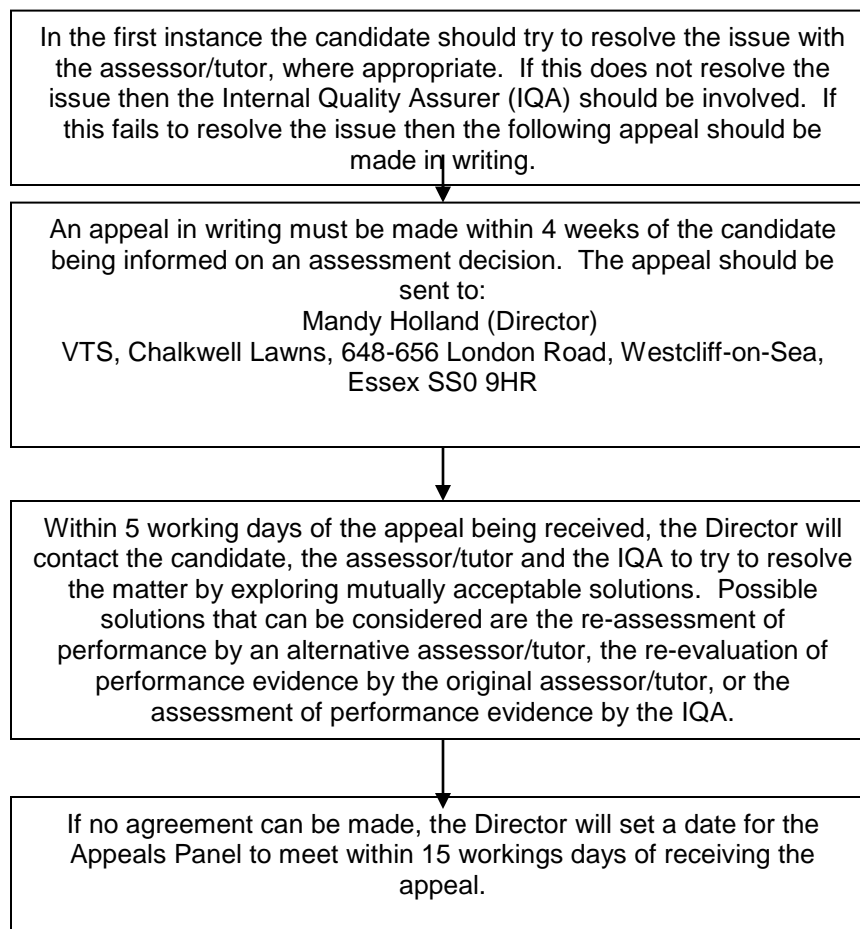 In the first instance the candidate should try to resolve the issue with
the assessor/tutor, where appropriate.  If this does not resolve the
issue then the Internal Quality Assurer (IQA) should be involved.  If
this fails to resolve the issue then the following appeal should be
made in writing.
An appeal in writing must be made within 4 weeks of the candidate
being informed on an assessment decision.  The appeal should be
sent to:
Mandy Holland (Director)
VTS, Chalkwell Lawns, 648-656 London Road, Westcliff-on-Sea,
Essex SS0 9HR
Within 5 working days of the appeal being received, the Director will
contact the candidate, the assessor/tutor and the IQA to try to resolve
the matter by exploring mutually acceptable solutions.  Possible
solutions that can be considered are the re-assessment of
performance by an alternative assessor/tutor, the re-evaluation of
performance evidence by the original assessor/tutor, or the
assessment of performance evidence by the IQA.
If no agreement can be made, the Director will set a date for the
Appeals Panel to meet within 15 workings days of receiving the
appeal.